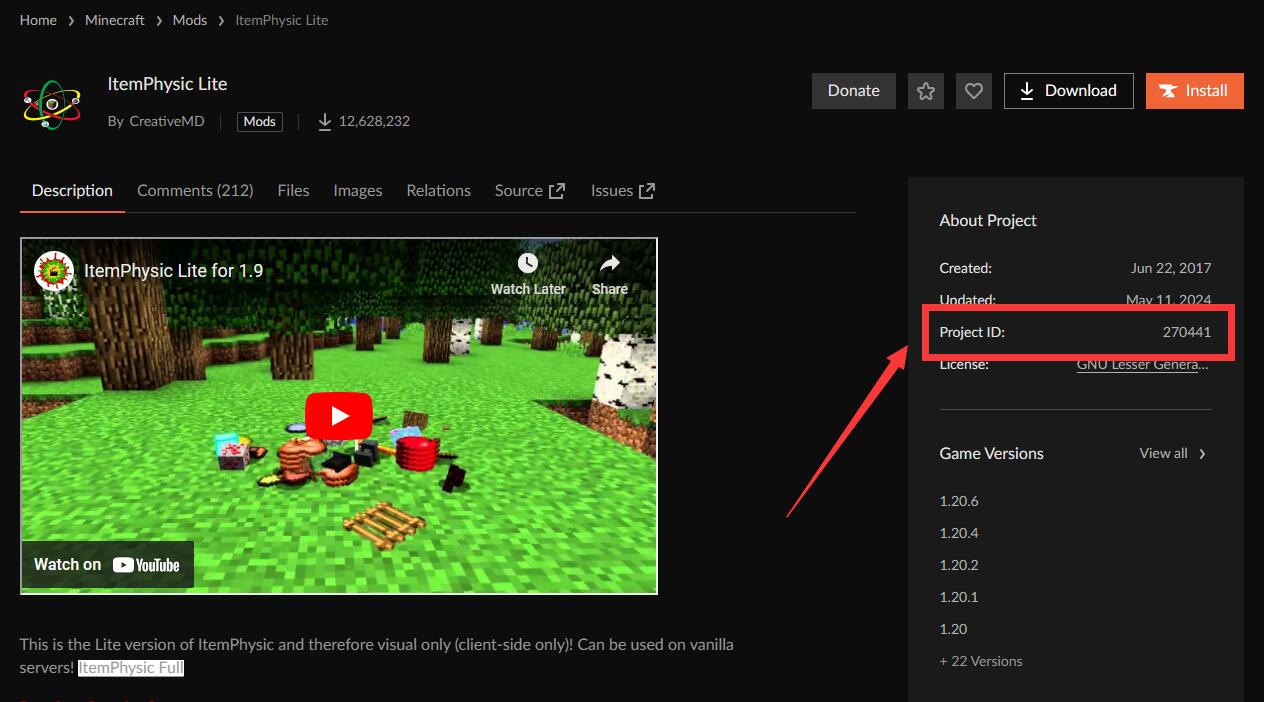 Home > Minecraft > Mods > ItemPhysic Lite
ItemPhysic Lite
By CreativeMD Mods 12,628,232
Donate Download Install
Description Comments (212) Files Images Relations Source Issues
ItemPhysic Lite for 1.9
Watch Later Share
Watch on YouTube
This is the Lite version of ItemPhysic and therefore visual only (client-side only)! Can be used on vanilla
servers! ItemPhysic Full
About Project
Created: Jun 22, 2017
Updated: May 11, 2024
Project ID: 270441
License: GNU Lesser Genera...
Game Versions View all >
1.20.6
1.20.4
1.20.2
1.20.1
1.20
+ 22 Versions